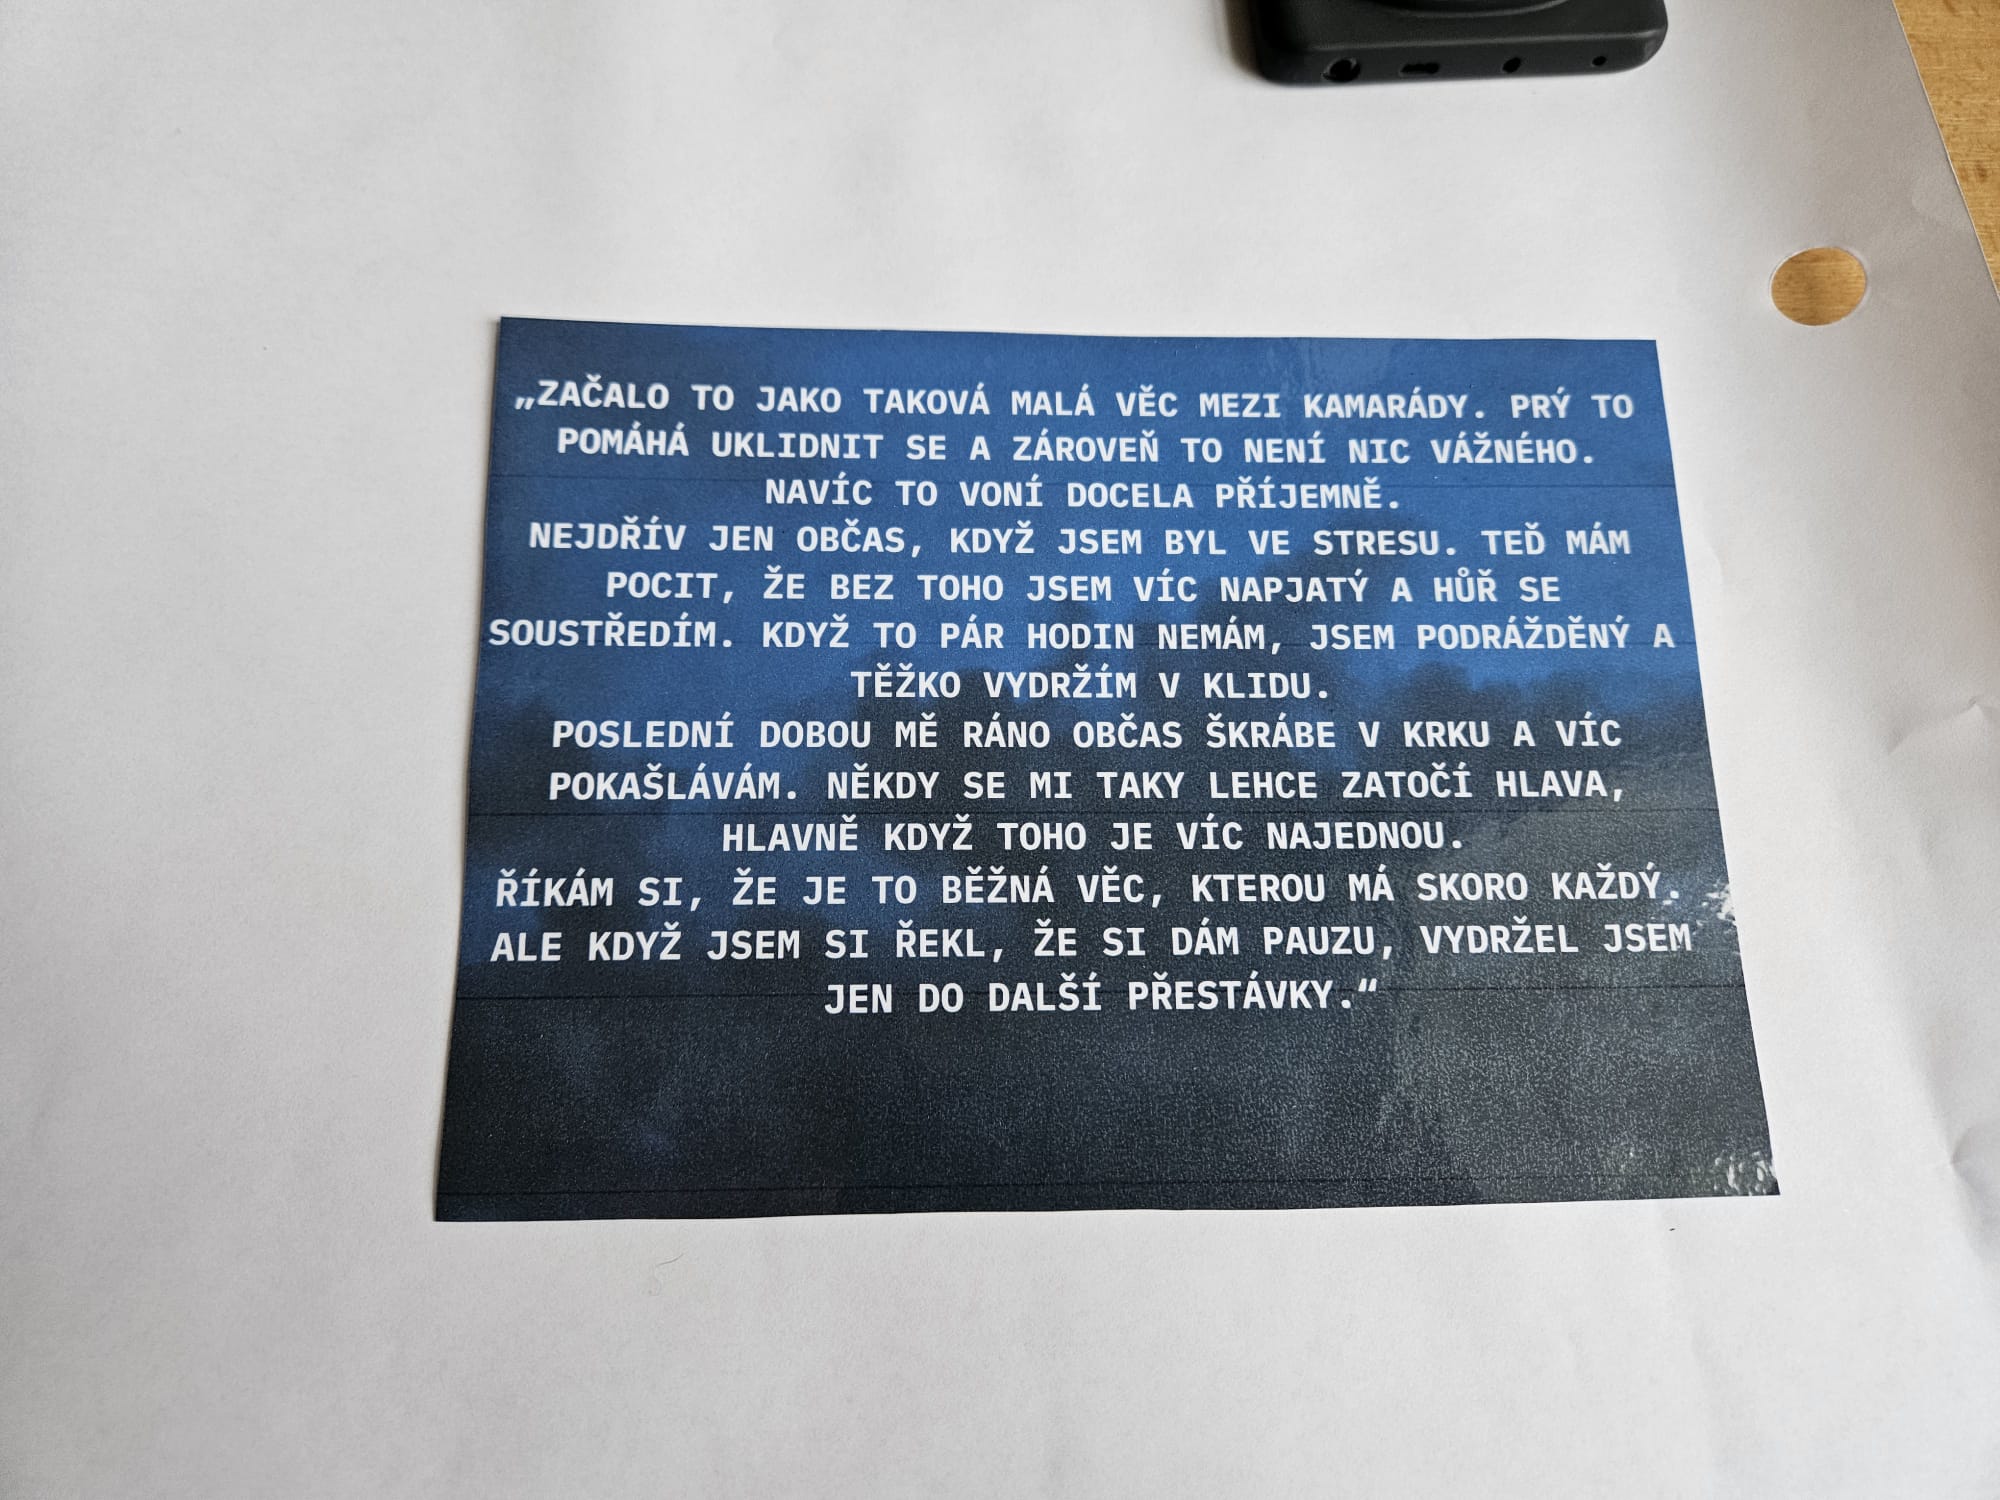 „ZAČALO TO JAKO TAKOVÁ MALÁ VĚC MEZI KAMARÁDY. PRÝ TO
POMÁHÁ UKLIDNIT SE A ZÁROVEŇ TO NENÍ NIC VÁŽNÉHO.
NAVÍC TO VONÍ DOCELA PŘÍJEMNĚ.
NEJDŘÍV JEN OBČAS, KDYŽ JSEM BYL VE STRESU. TEĎ MÁM
POCIT, ŽE BEZ TOHO JSEM VÍC NAPJATÝ A HŮŘ SE
SOUSTŘEDÍM. KDYŽ TO PÁR HODIN NEMÁM, JSEM PODRÁŽDĚNÝ A
TĚŽKO VYDRŽÍM V KLIDU.
POSLEDNÍ DOBOU MĚ RÁNO OBČAS ŠKRÁBE V KRKU A VÍC
POKAŠLÁVÁM. NĚKDY SE MI TAKY LEHCE ZATOČÍ HLAVA,
HLAVNĚ KDYŽ TOHO JE VÍC NAJEDNOU.
ŘÍKÁM SI, ŽE JE TO BĚŽNÁ VĚC, KTEROU MÁ SKORO KAŽDÝ.
ALE KDYŽ JSEM SI ŘEKL, ŽE SI DÁM PAUZU, VYDRŽEL JSEM
JEN DO DALŠÍ PŘESTÁVKY.“